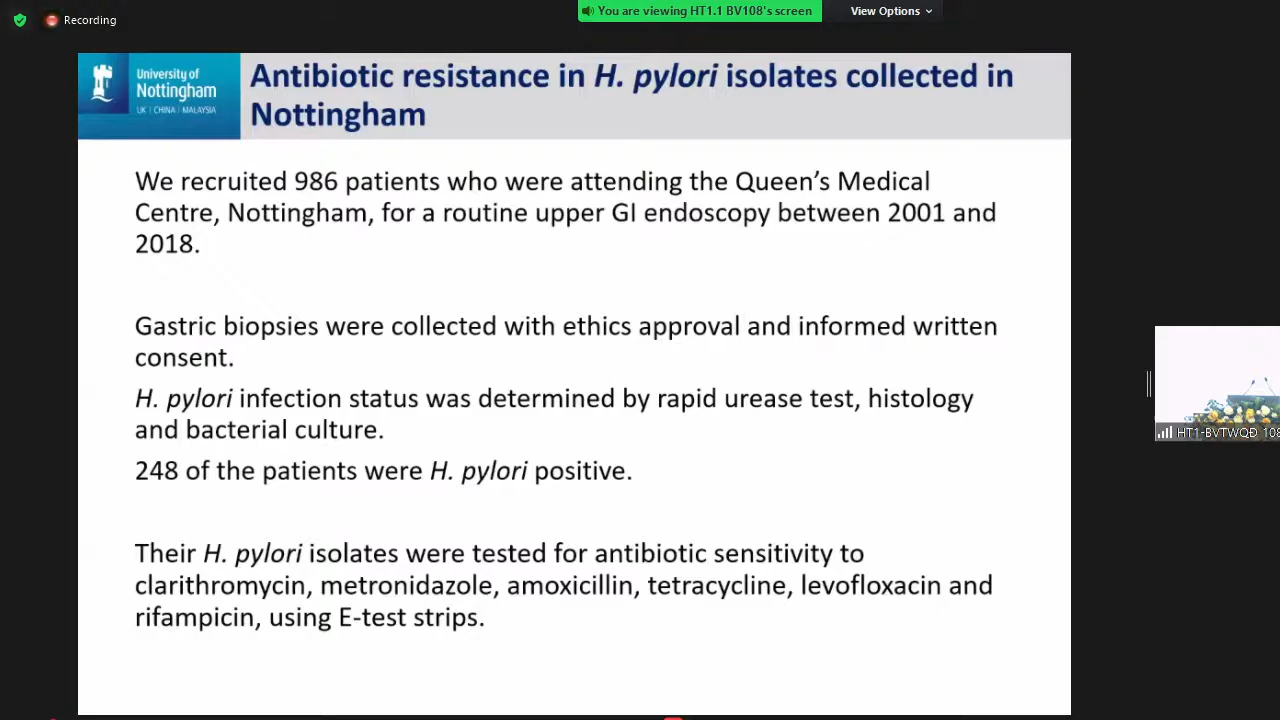 Recording
You are viewing HT1.1 BV108's screen
View Options
University of
Nottingham
UK | CHINA | MALAYSIA
Antibiotic resistance in H. pylori isolates collected in
Nottingham
We recruited 986 patients who were attending the Queen's Medical
Centre, Nottingham, for a routine upper GI endoscopy between 2001 and
2018.
Gastric biopsies were collected with ethics approval and informed written
consent.
H. pylori infection status was determined by rapid urease test, histology
and bacterial culture.
248 of the patients were H. pylori positive.
Their H. pylori isolates were tested for antibiotic sensitivity to
clarithromycin, metronidazole, amoxicillin, tetracycline, levofloxacin and
rifampicin, using E-test strips.
HT1-BVTWQĐ 108